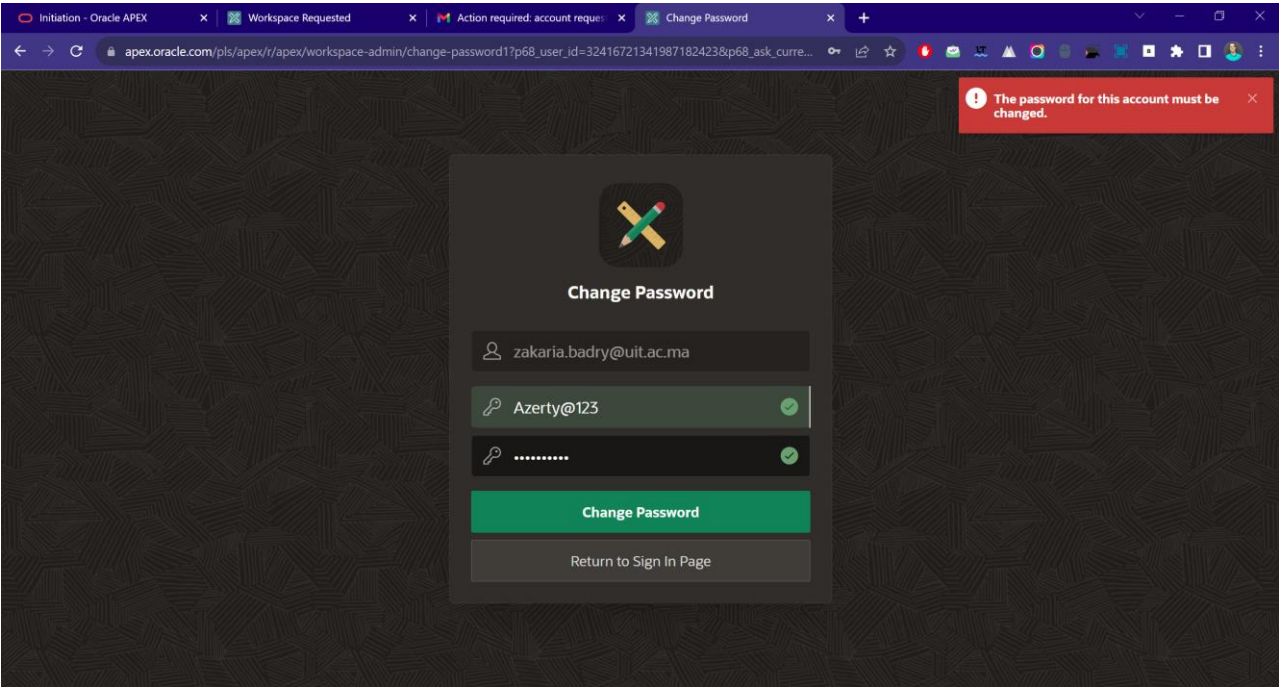 Initiation - Oracle APEX
Workspace Requested
Action required: account reques
Change Password
apex.oracle.com/pls/apex/r/apex/workspace-admin/change-password1?p68_user_id=32416721341987182423&p68_ask_curre...
The password for this account must be
changed.
Change Password
zakaria.badry@uit.ac.ma
Azerty@123
••••••••••
Change Password
Return to Sign In Page